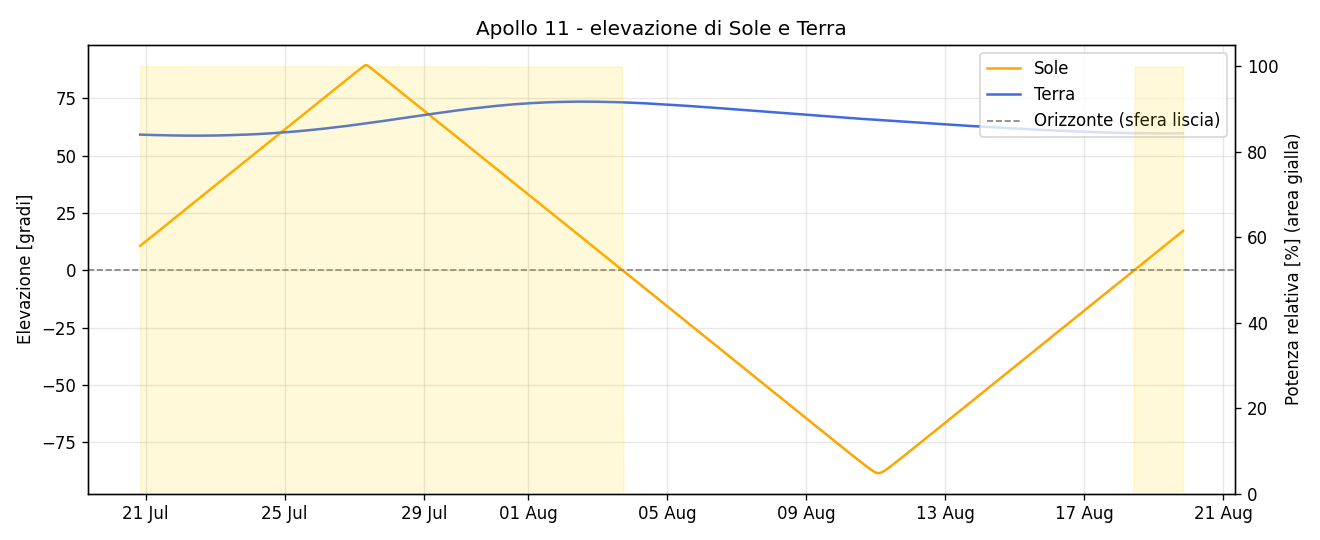 Apollo 11 - elevazione di Sole e Terra
Sole
Terra
Orizzonte (sfera liscia)
Elevazione [gradi]
75
50
25
0
−25
−50
−75
100
80
60
40
20
0
Potenza relativa [%] (area gialla)
21 Jul 25 Jul 29 Jul 01 Aug 05 Aug 09 Aug 13 Aug 17 Aug 21 Aug